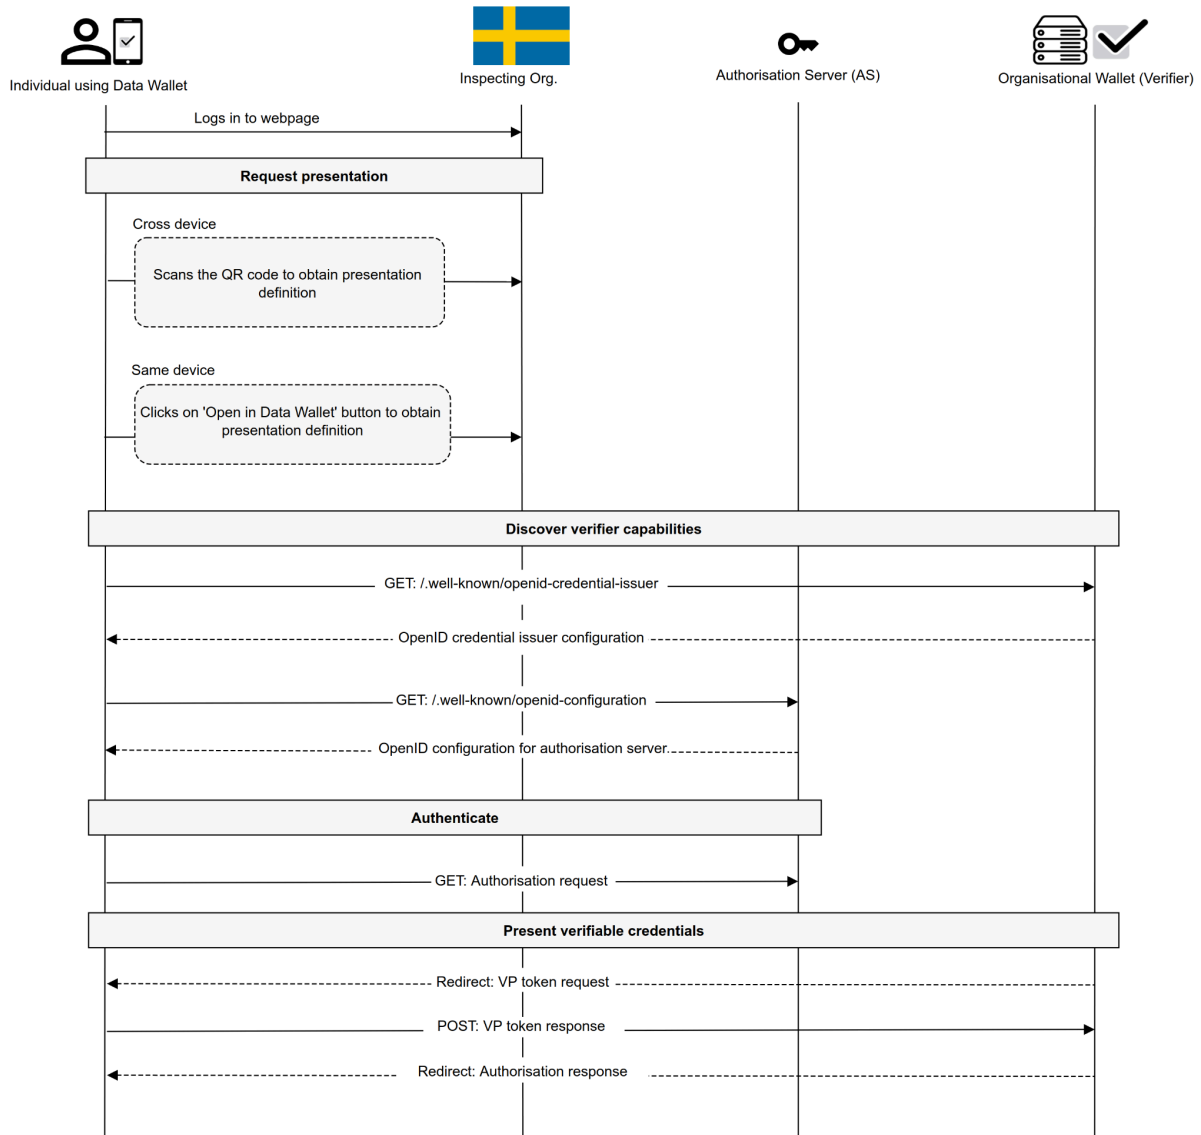 Individual using Data Wallet
Inspecting Org.
Authorisation Server (AS)
Organisational Wallet (Verifier)
Logs in to webpage
Request presentation
Cross device
Scans the QR code to obtain presentation
definition
Same device
Clicks on 'Open in Data Wallet' button to obtain
presentation definition
Discover verifier capabilities
GET: /.well-known/openid-credential-issuer
OpenID credential issuer configuration
GET: /.well-known/openid-configuration
OpenID configuration for authorisation server.
Authenticate
GET: Authorisation request
Present verifiable credentials
Redirect: VP token request
POST: VP token response
Redirect: Authorisation response